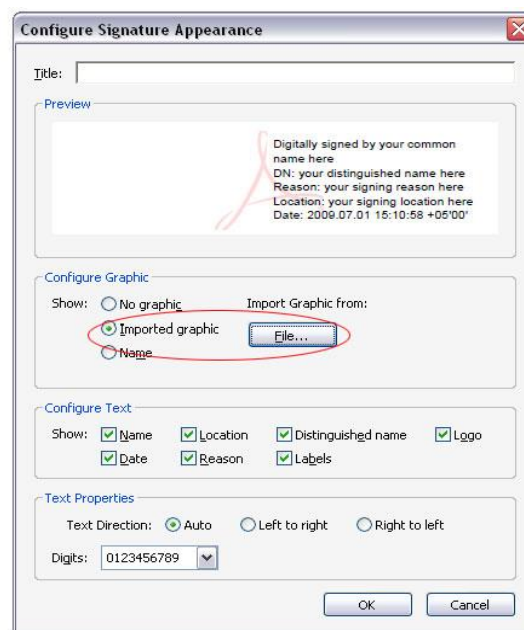 Configure Signature Appearance
Title:
Preview
Digitally signed by your common
name here
DN: your distinguished name here
Reason: your signing reason here
Location: your signing location here
Date: 2009.07.01 15:10:58 +05'00'
Configure Graphic
Show: No graphic Import Graphic from:
Imported graphic File...
Name
Configure Text
Show: Name Location Distinguished name Logo
Date Reason Labels
Text Properties
Text Direction: Auto Left to right Right to left
Digits: 0123456789
OK Cancel